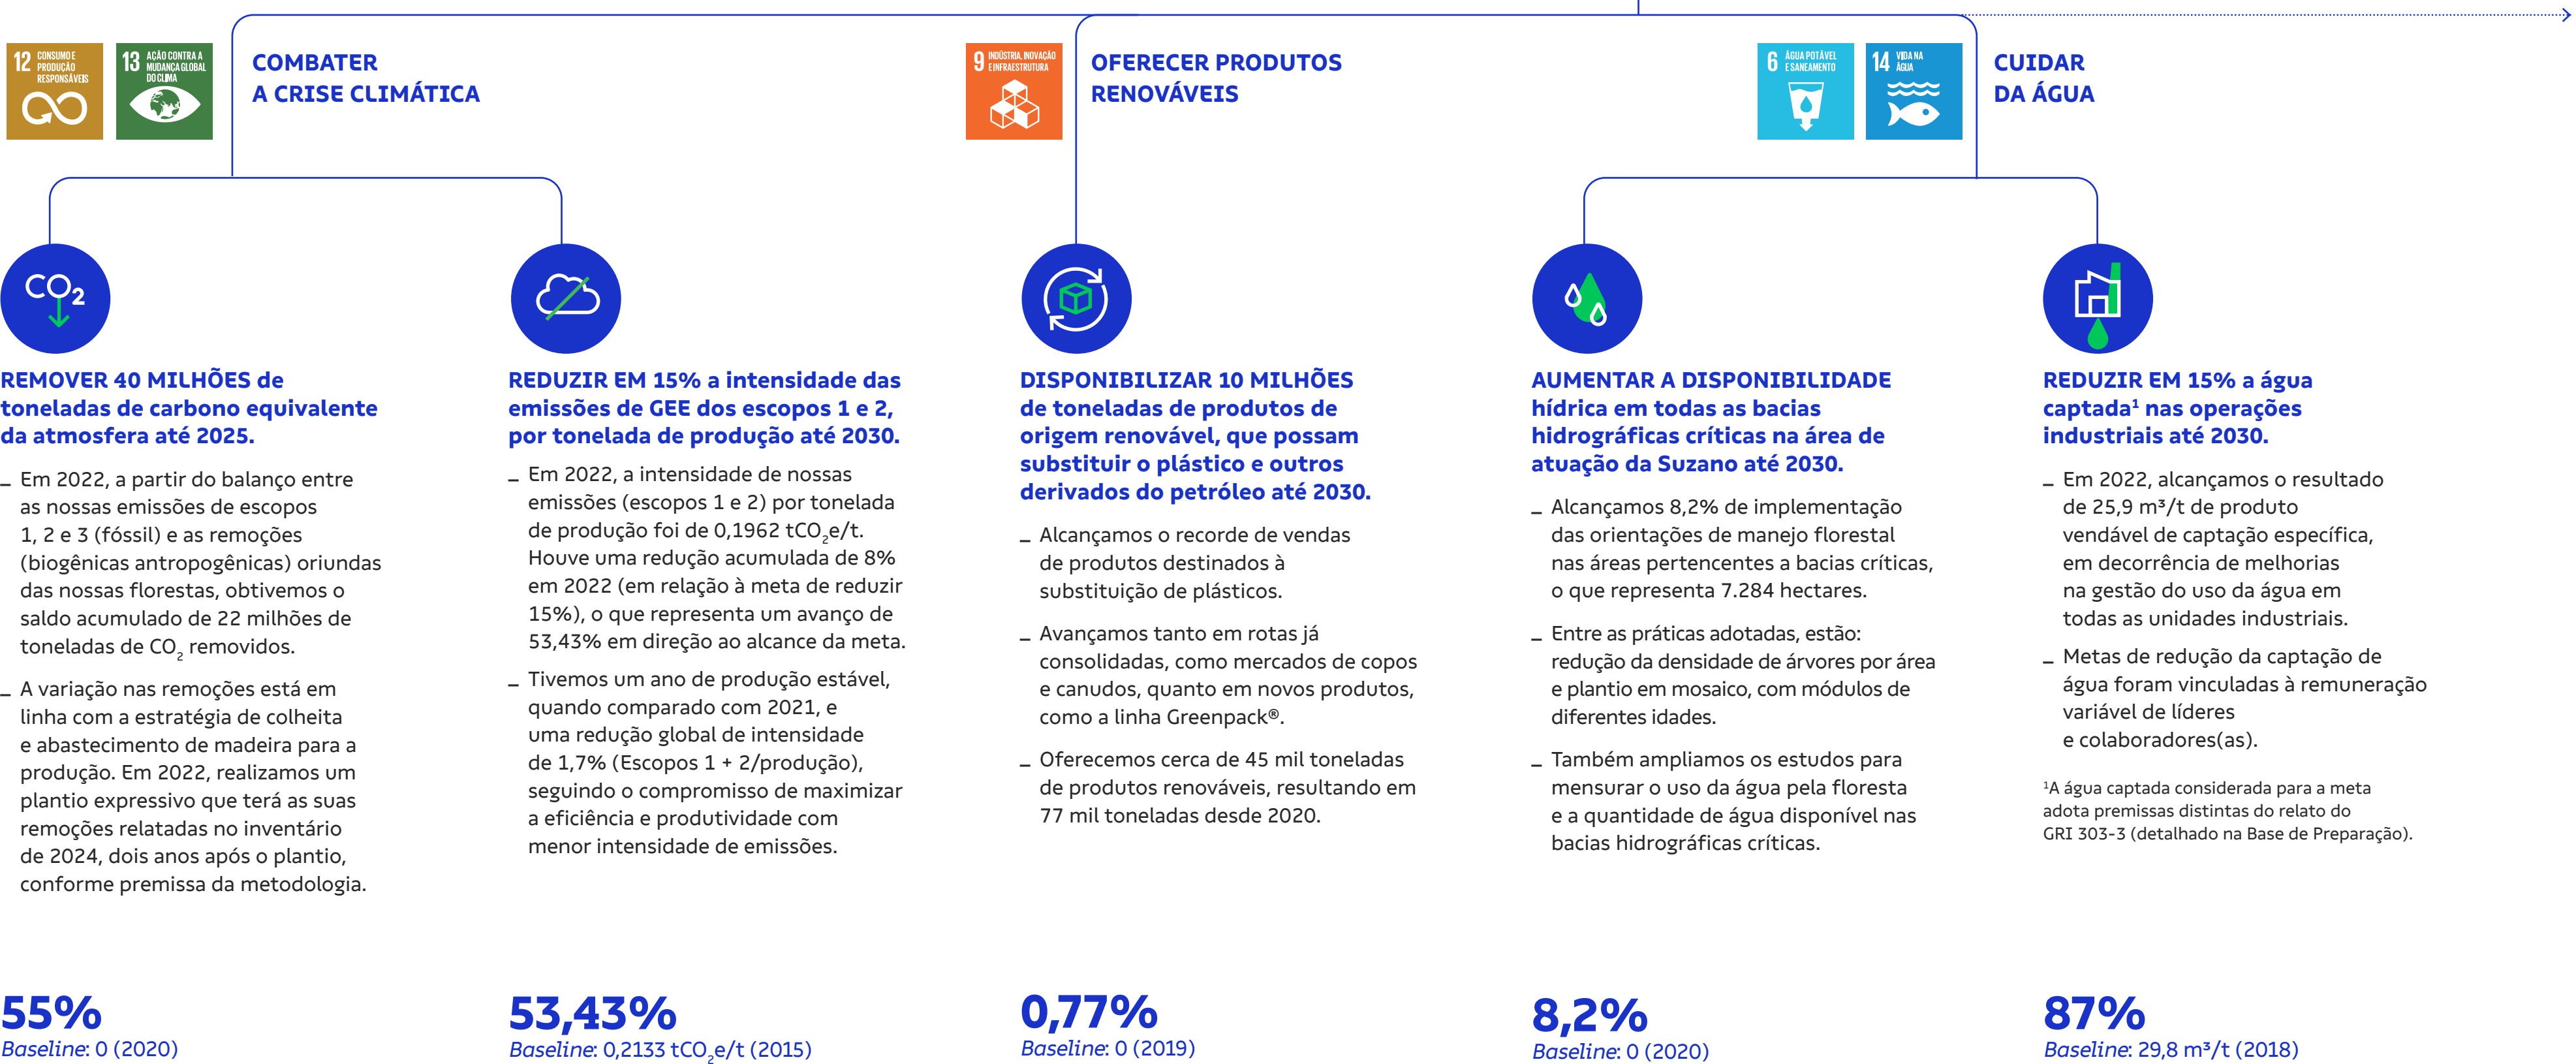 12 CONSUMO E
PRODUÇÃO
RESPONSÁVEIS
13 AÇÃO CONTRA A
MUDANÇA GLOBAL
DO CLIMA
COMBATER
A CRISE CLIMÁTICA
9 INDÚSTRIA, INOVAÇÃO
E INFRAESTRUTURA
OFERECER PRODUTOS
RENOVÁVEIS
6 ÁGUA POTÁVEL
E SANEAMENTO
14 VIDA NA
ÁGUA
CUIDAR
DA ÁGUA
CO2
REMOVER 40 MILHÕES de
toneladas de carbono equivalente
da atmosfera até 2025.
_ Em 2022, a partir do balanço entre
as nossas emissões de escopos
1, 2 e 3 (fóssil) e as remoções
(biogênicas antropogênicas) oriundas
das nossas florestas, obtivemos o
saldo acumulado de 22 milhões de
toneladas de CO₂ removidos.
_ A variação nas remoções está em
linha com a estratégia de colheita
e abastecimento de madeira para a
produção. Em 2022, realizamos um
plantio expressivo que terá as suas
remoções relatadas no inventário
de 2024, dois anos após o plantio,
conforme premissa da metodologia.
55%
Baseline: 0 (2020)
REDUZIR EM 15% a intensidade das
emissões de GEE dos escopos 1 e 2,
por tonelada de produção até 2030.
_ Em 2022, a intensidade de nossas
emissões (escopos 1 e 2) por tonelada
de produção foi de 0,1962 tCO₂e/t.
Houve uma redução acumulada de 8%
em 2022 (em relação à meta de reduzir
15%), o que representa um avanço de
53,43% em direção ao alcance da meta.
_ Tivemos um ano de produção estável,
quando comparado com 2021, e
uma redução global de intensidade
de 1,7% (Escopos 1 + 2/produção),
seguindo o compromisso de maximizar
a eficiência e produtividade com
menor intensidade de emissões.
53,43%
Baseline: 0,2133 tCO₂e/t (2015)
DISPONIBILIZAR 10 MILHÕES
de toneladas de produtos de
origem renovável, que possam
substituir o plástico e outros
derivados do petróleo até 2030.
_ Alcançamos o recorde de vendas
de produtos destinados à
substituição de plásticos.
_ Avançamos tanto em rotas já
consolidadas, como mercados de copos
e canudos, quanto em novos produtos,
como a linha Greenpack®.
_ Oferecemos cerca de 45 mil toneladas
de produtos renováveis, resultando em
77 mil toneladas desde 2020.
0,77%
Baseline: 0 (2019)
AUMENTAR A DISPONIBILIDADE
hídrica em todas as bacias
hidrográficas críticas na área de
atuação da Suzano até 2030.
_ Alcançamos 8,2% de implementação
das orientações de manejo florestal
nas áreas pertencentes a bacias críticas,
o que representa 7.284 hectares.
_ Entre as práticas adotadas, estão:
redução da densidade de árvores por área
e plantio em mosaico, com módulos de
diferentes idades.
_ Também ampliamos os estudos para
mensurar o uso da água pela floresta
e a quantidade de água disponível nas
bacias hidrográficas críticas.
8,2%
Baseline: 0 (2020)
REDUZIR EM 15% a água
captada¹ nas operações
industriais até 2030.
_ Em 2022, alcançamos o resultado
de 25,9 m³/t de produto
vendável de captação específica,
em decorrência de melhorias
na gestão do uso da água em
todas as unidades industriais.
_ Metas de redução da captação de
água foram vinculadas à remuneração
variável de líderes
e colaboradores(as).
¹A água captada considerada para a meta
adota premissas distintas do relato do
GRI 303-3 (detalhado na Base de Preparação).
87%
Baseline: 29,8 m³/t (2018)